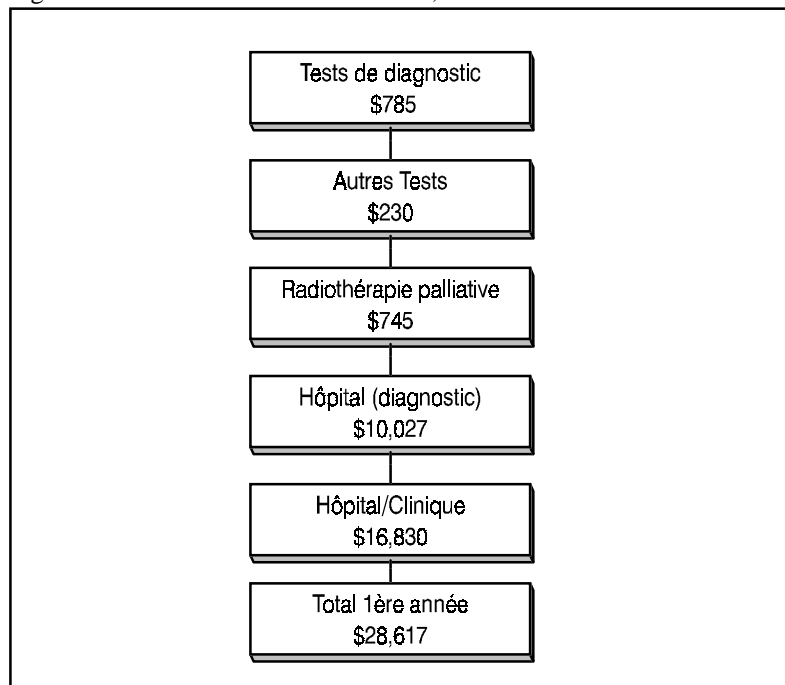 Tests de diagnostic
$785
Autres Tests
$230
Radiothérapie palliative
$745
Hôpital (diagnostic)
$10,027
Hôpital/Clinique
$16,830
Total 1ère année
$28,617